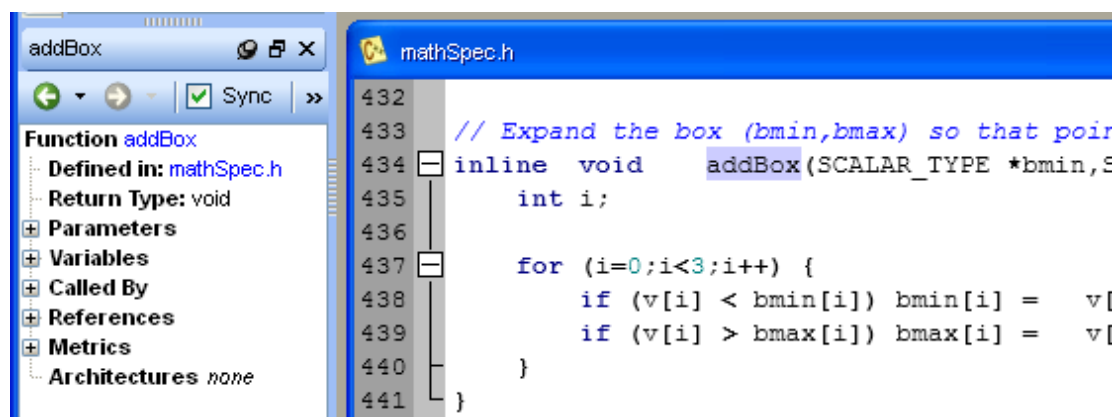 addBox
Sync »
Function addBox
Defined in: mathSpec.h
Return Type: void
Parameters
Variables
Called By
References
Metrics
Architectures none
mathSpec.h
432
433 // Expand the box (bmin,bmax) so that
434 inline void addBox(SCALAR_TYPE *bmin,
435 int i;
436
437 for (i=0;i<3;i++) {
438 if (v[i] < bmin[i]) bmin[i] = v[
439 if (v[i] > bmax[i]) bmax[i] = v[
440 }
441 }